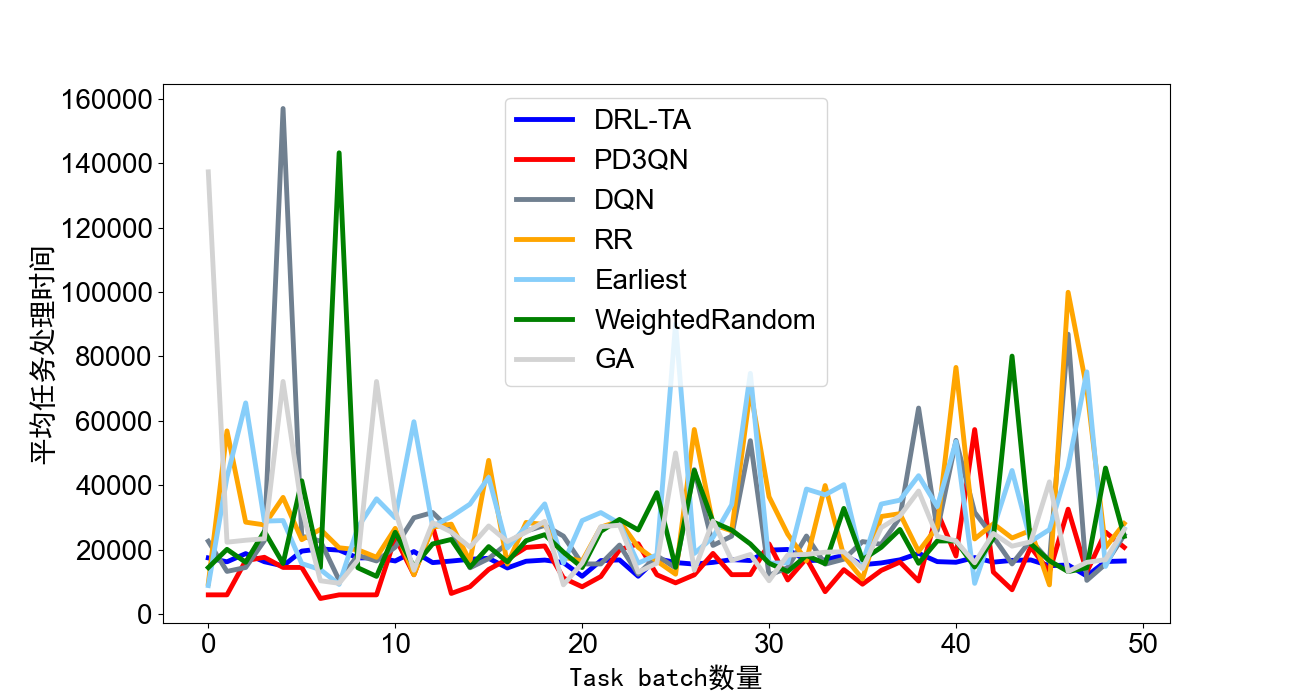 160000
140000
120000
100000
80000
60000
40000
20000
0
平均任务处理时间
DRL-TA
PD3QN
DQN
RR
Earliest
WeightedRandom
GA
0 10 20 30 40 50
Task batch数量